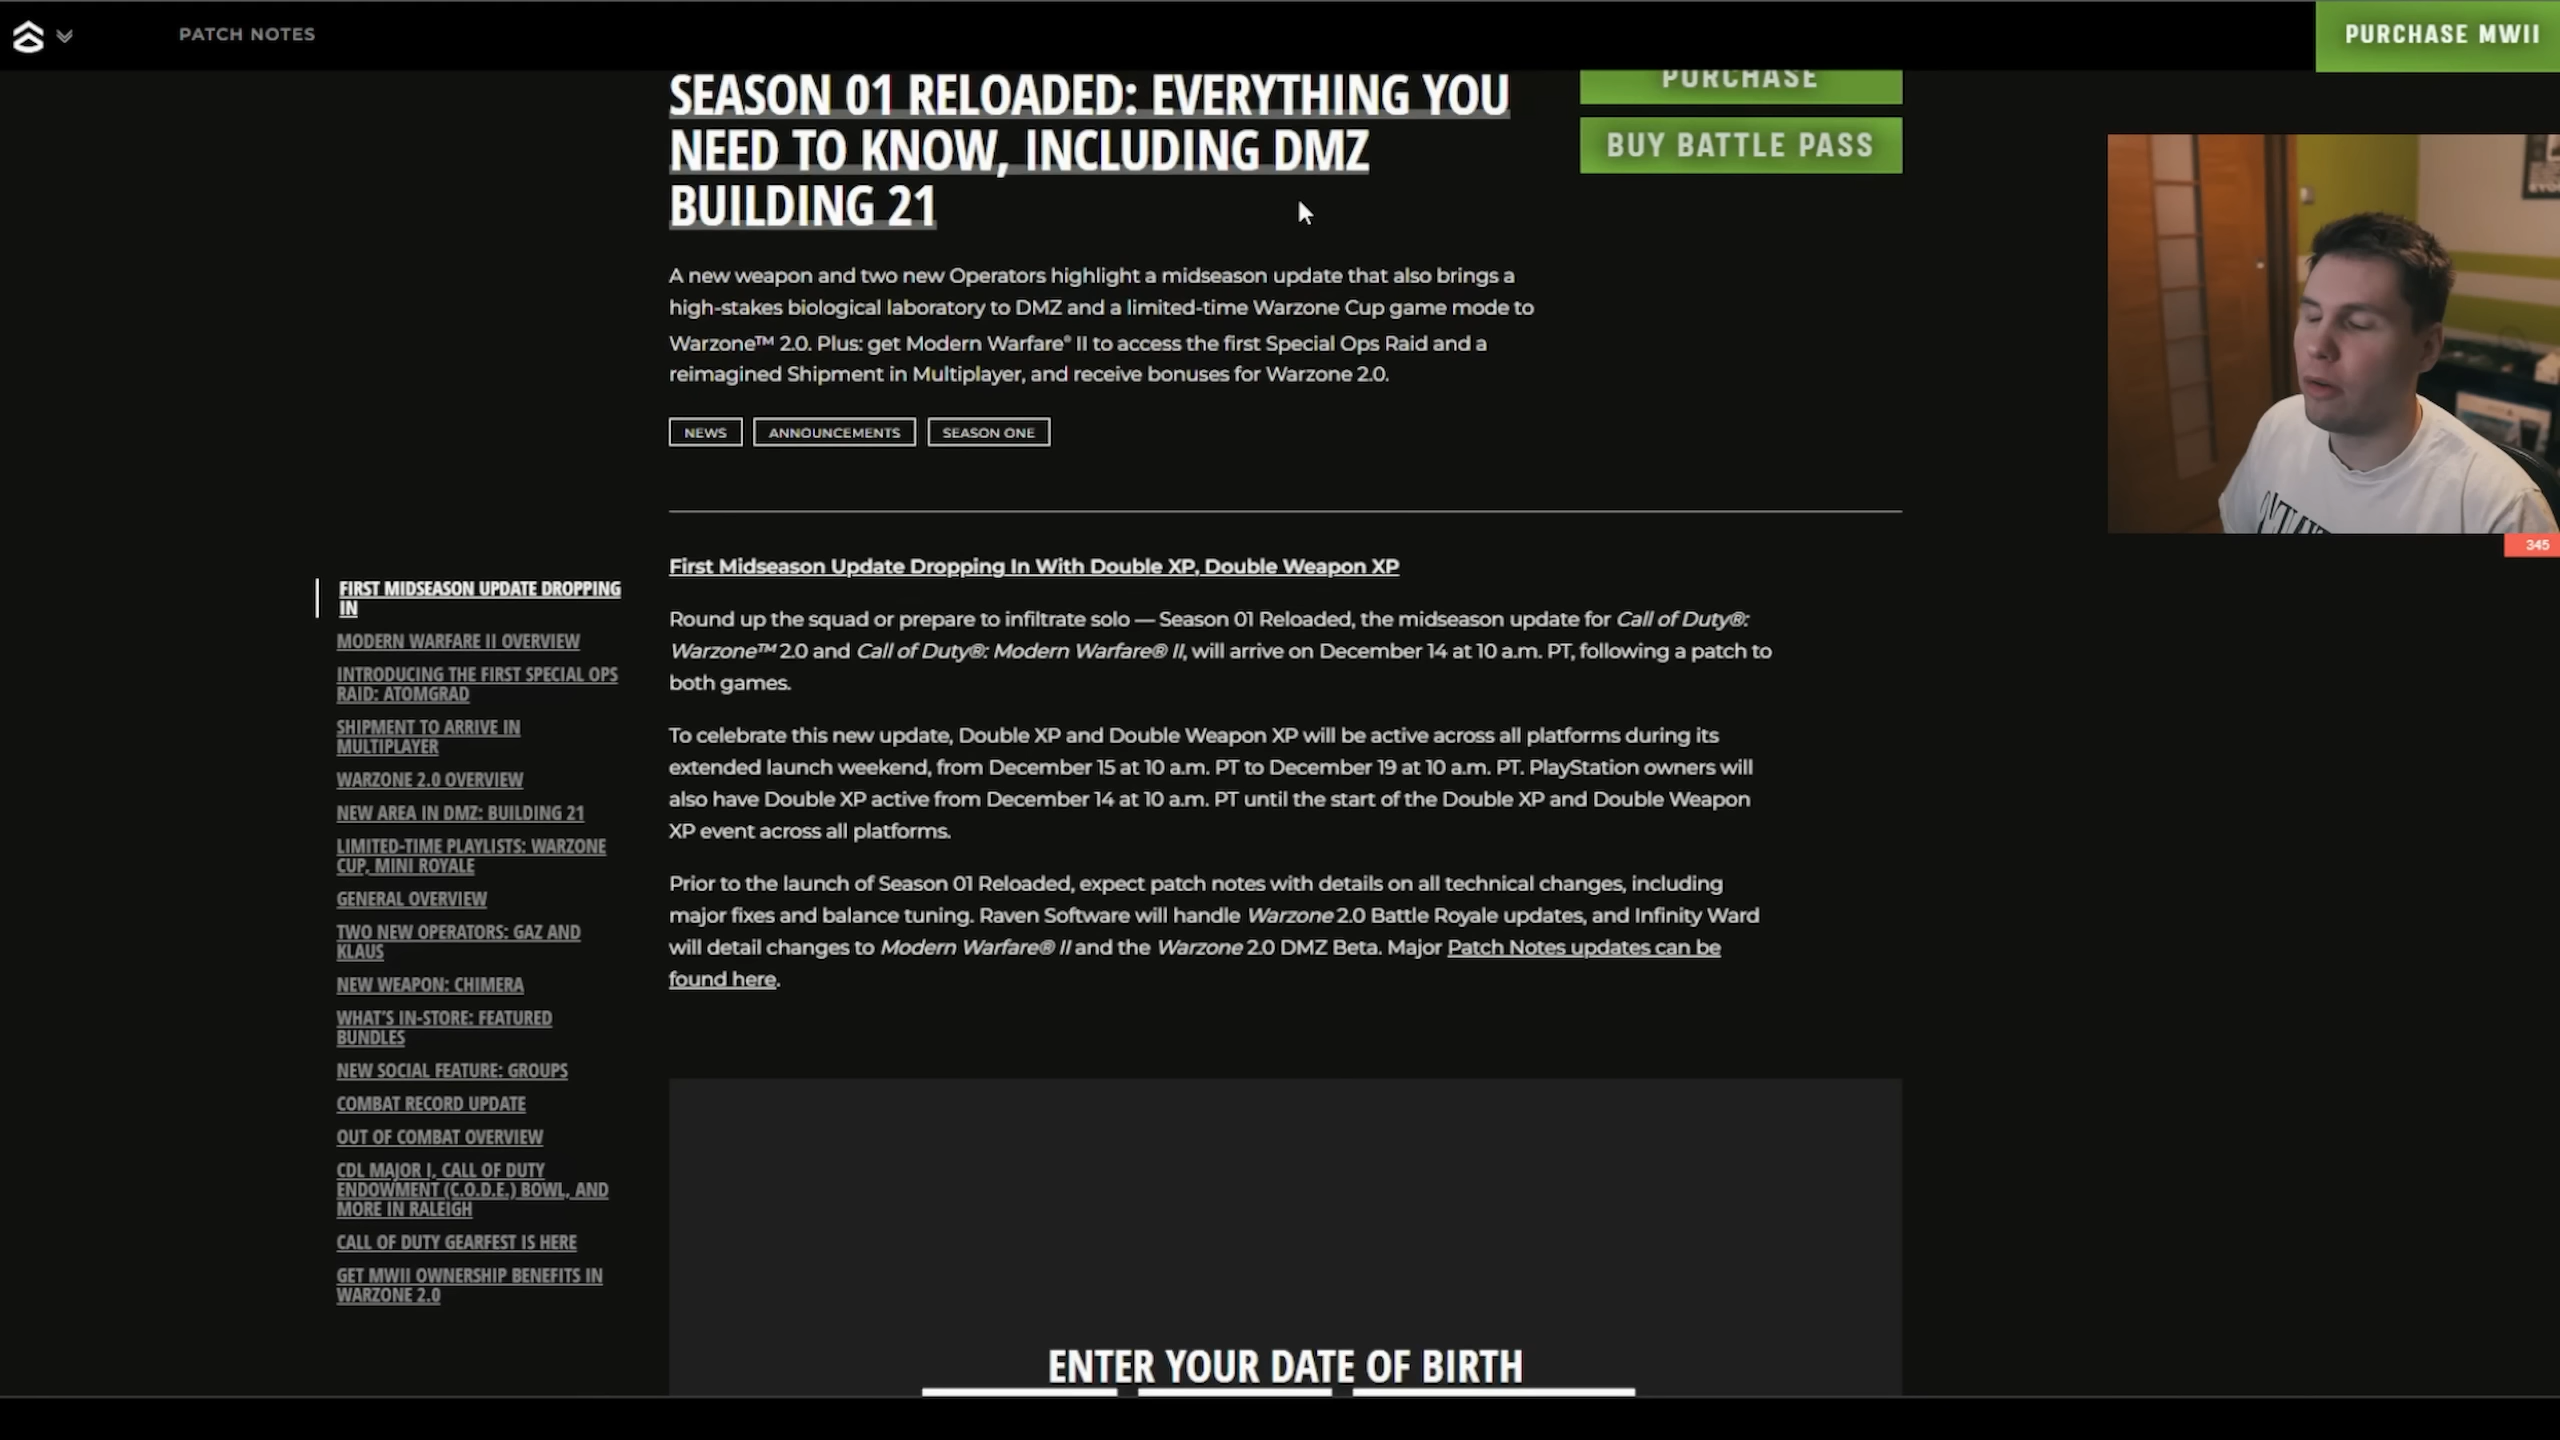 PATCH NOTES
PURCHASE MWII
SEASON 01 RELOADED: EVERYTHING YOU
NEED TO KNOW, INCLUDING DMZ
BUILDING 21
PURCHASE
BUY BATTLE PASS
A new weapon and two new Operators highlight a midseason update that also brings a
high-stakes biological laboratory to DMZ and a limited-time Warzone Cup game mode to
Warzone™ 2.0. Plus: get Modern Warfare® II to access the first Special Ops Raid and a
reimagined Shipment in Multiplayer, and receive bonuses for Warzone 2.0.
NEWS
ANNOUNCEMENTS
SEASON ONE
345
FIRST MIDSEASON UPDATE DROPPING
IN
MODERN WARFARE II OVERVIEW
INTRODUCING THE FIRST SPECIAL OPS
RAID: ATOMGRAD
SHIPMENT TO ARRIVE IN
MULTIPLAYER
WARZONE 2.0 OVERVIEW
NEW AREA IN DMZ: BUILDING 21
LIMITED-TIME PLAYLISTS: WARZONE
CUP, MINI ROYALE
GENERAL OVERVIEW
TWO NEW OPERATORS: GAZ AND
KLAUS
NEW WEAPON: CHIMERA
WHAT'S IN-STORE: FEATURED
BUNDLES
NEW SOCIAL FEATURE: GROUPS
COMBAT RECORD UPDATE
OUT OF COMBAT OVERVIEW
CDL MAJOR I, CALL OF DUTY
ENDOWMENT (C.O.D.E.) BOWL, AND
MORE IN RALEIGH
CALL OF DUTY GEARFEST IS HERE
GET MWII OWNERSHIP BENEFITS IN
WARZONE 2.0
First Midseason Update Dropping In With Double XP, Double Weapon XP
Round up the squad or prepare to infiltrate solo — Season 01 Reloaded, the midseason update for Call of Duty®:
Warzone™ 2.0 and Call of Duty®: Modern Warfare® II, will arrive on December 14 at 10 a.m. PT, following a patch to
both games.
To celebrate this new update, Double XP and Double Weapon XP will be active across all platforms during its
extended launch weekend, from December 15 at 10 a.m. PT to December 19 at 10 a.m. PT. PlayStation owners will
also have Double XP active from December 14 at 10 a.m. PT until the start of the Double XP and Double Weapon
XP event across all platforms.
Prior to the launch of Season 01 Reloaded, expect patch notes with details on all technical changes, including
major fixes and balance tuning. Raven Software will handle Warzone 2.0 Battle Royale updates, and Infinity Ward
will detail changes to Modern Warfare® II and the Warzone 2.0 DMZ Beta. Major Patch Notes updates can be
found here.
ENTER YOUR DATE OF BIRTH